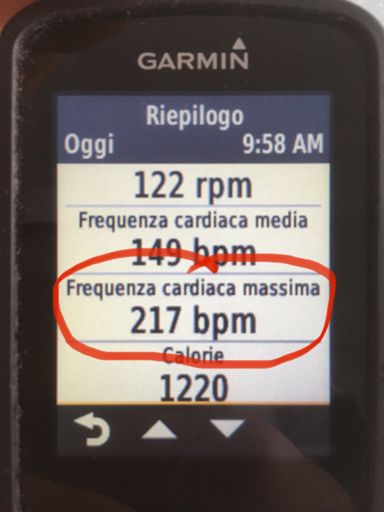 GARMIN
Riepilogo
Oggi 9:58 AM
122 rpm
Frequenza cardiaca media
149 bpm
Frequenza cardiaca massima
217 bpm
Calorie
1220